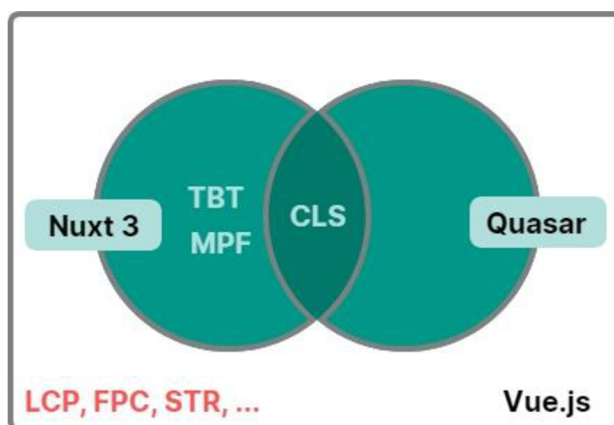 TBT
Nuxt 3
MPF
CLS
Quasar
LCP, FPC, STR, ...
Vue.js